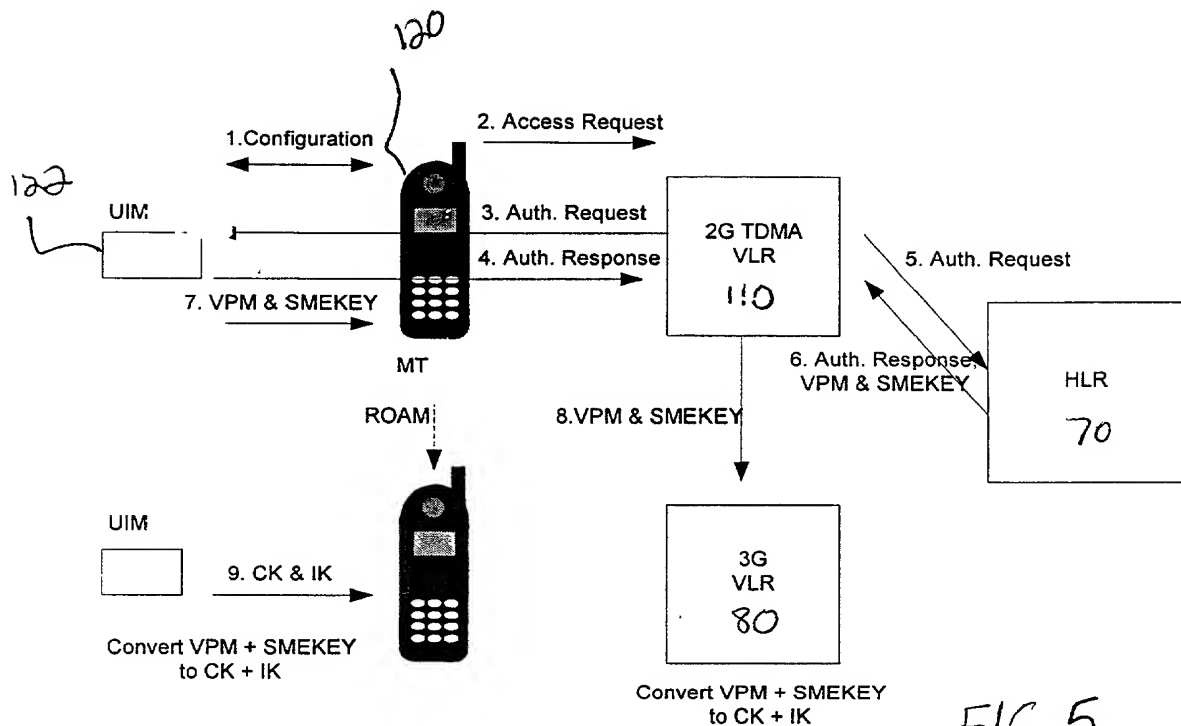 120
1.Configuration
2. Access Request
122
UIM
3. Auth. Request
2G TDMA
VLR
110
4. Auth. Response
5. Auth. Request
7. VPM & SMEKEY
MT
6. Auth. Response,
VPM & SMEKEY
HLR
70
ROAM
8.VPM & SMEKEY
UIM
9. CK & IK
3G
VLR
80
Convert VPM + SMEKEY
to CK + IK
Convert VPM + SMEKEY
to CK + IK
FIG 5